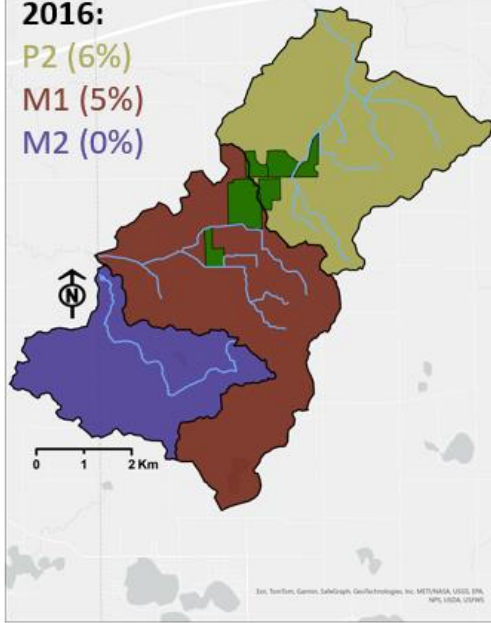 2016:
P2 (6%)
M1 (5%)
M2 (0%)
N
0 1 2 Km
Esri, TomTom, Garmin, SafeGraph, GeoTechnologies, Inc, METI/NASA, USGS, EPA,
NPS, USDA, USFWS